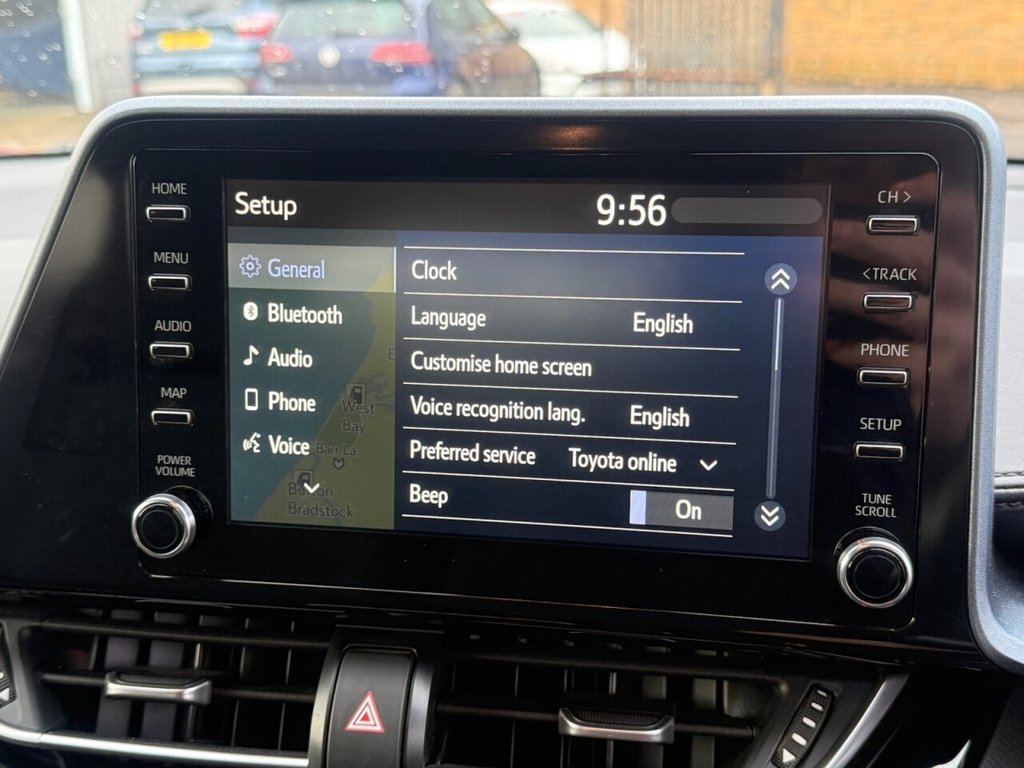 HOME
MENU
AUDIO
MAP
POWER
VOLUME
Setup
9:56
General
Bluetooth
Audio
Phone
Voice
West
Bay
Bradstock
Clock
Language English
Customise home screen
Voice recognition lang. English
Preferred service Toyota online
Beep On
CH >
<TRACK
PHONE
SETUP
TUNE
SCROLL